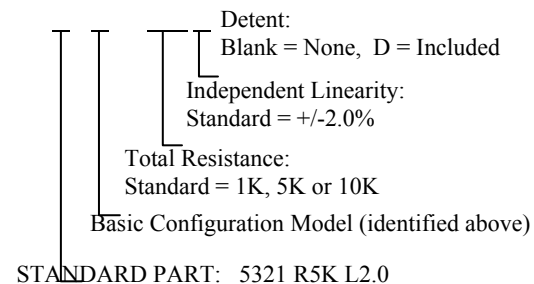 Detent:
Blank = None, D = Included
Independent Linearity:
Standard = +/-2.0%
Total Resistance:
Standard = 1K, 5K or 10K
Basic Configuration Model (identified above)
STANDARD PART: 5321 R5K L2.0